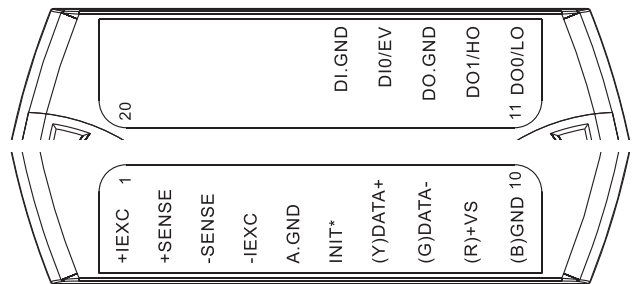 20
DI.GND
DI0/EV
DO.GND
DO1/HO
11 DO0/LO
+IEXC 1
+SENSE
-SENSE
-IEXC
A.GND
INIT*
(Y)DATA+
(G)DATA-
(R)+VS
(B)GND 10